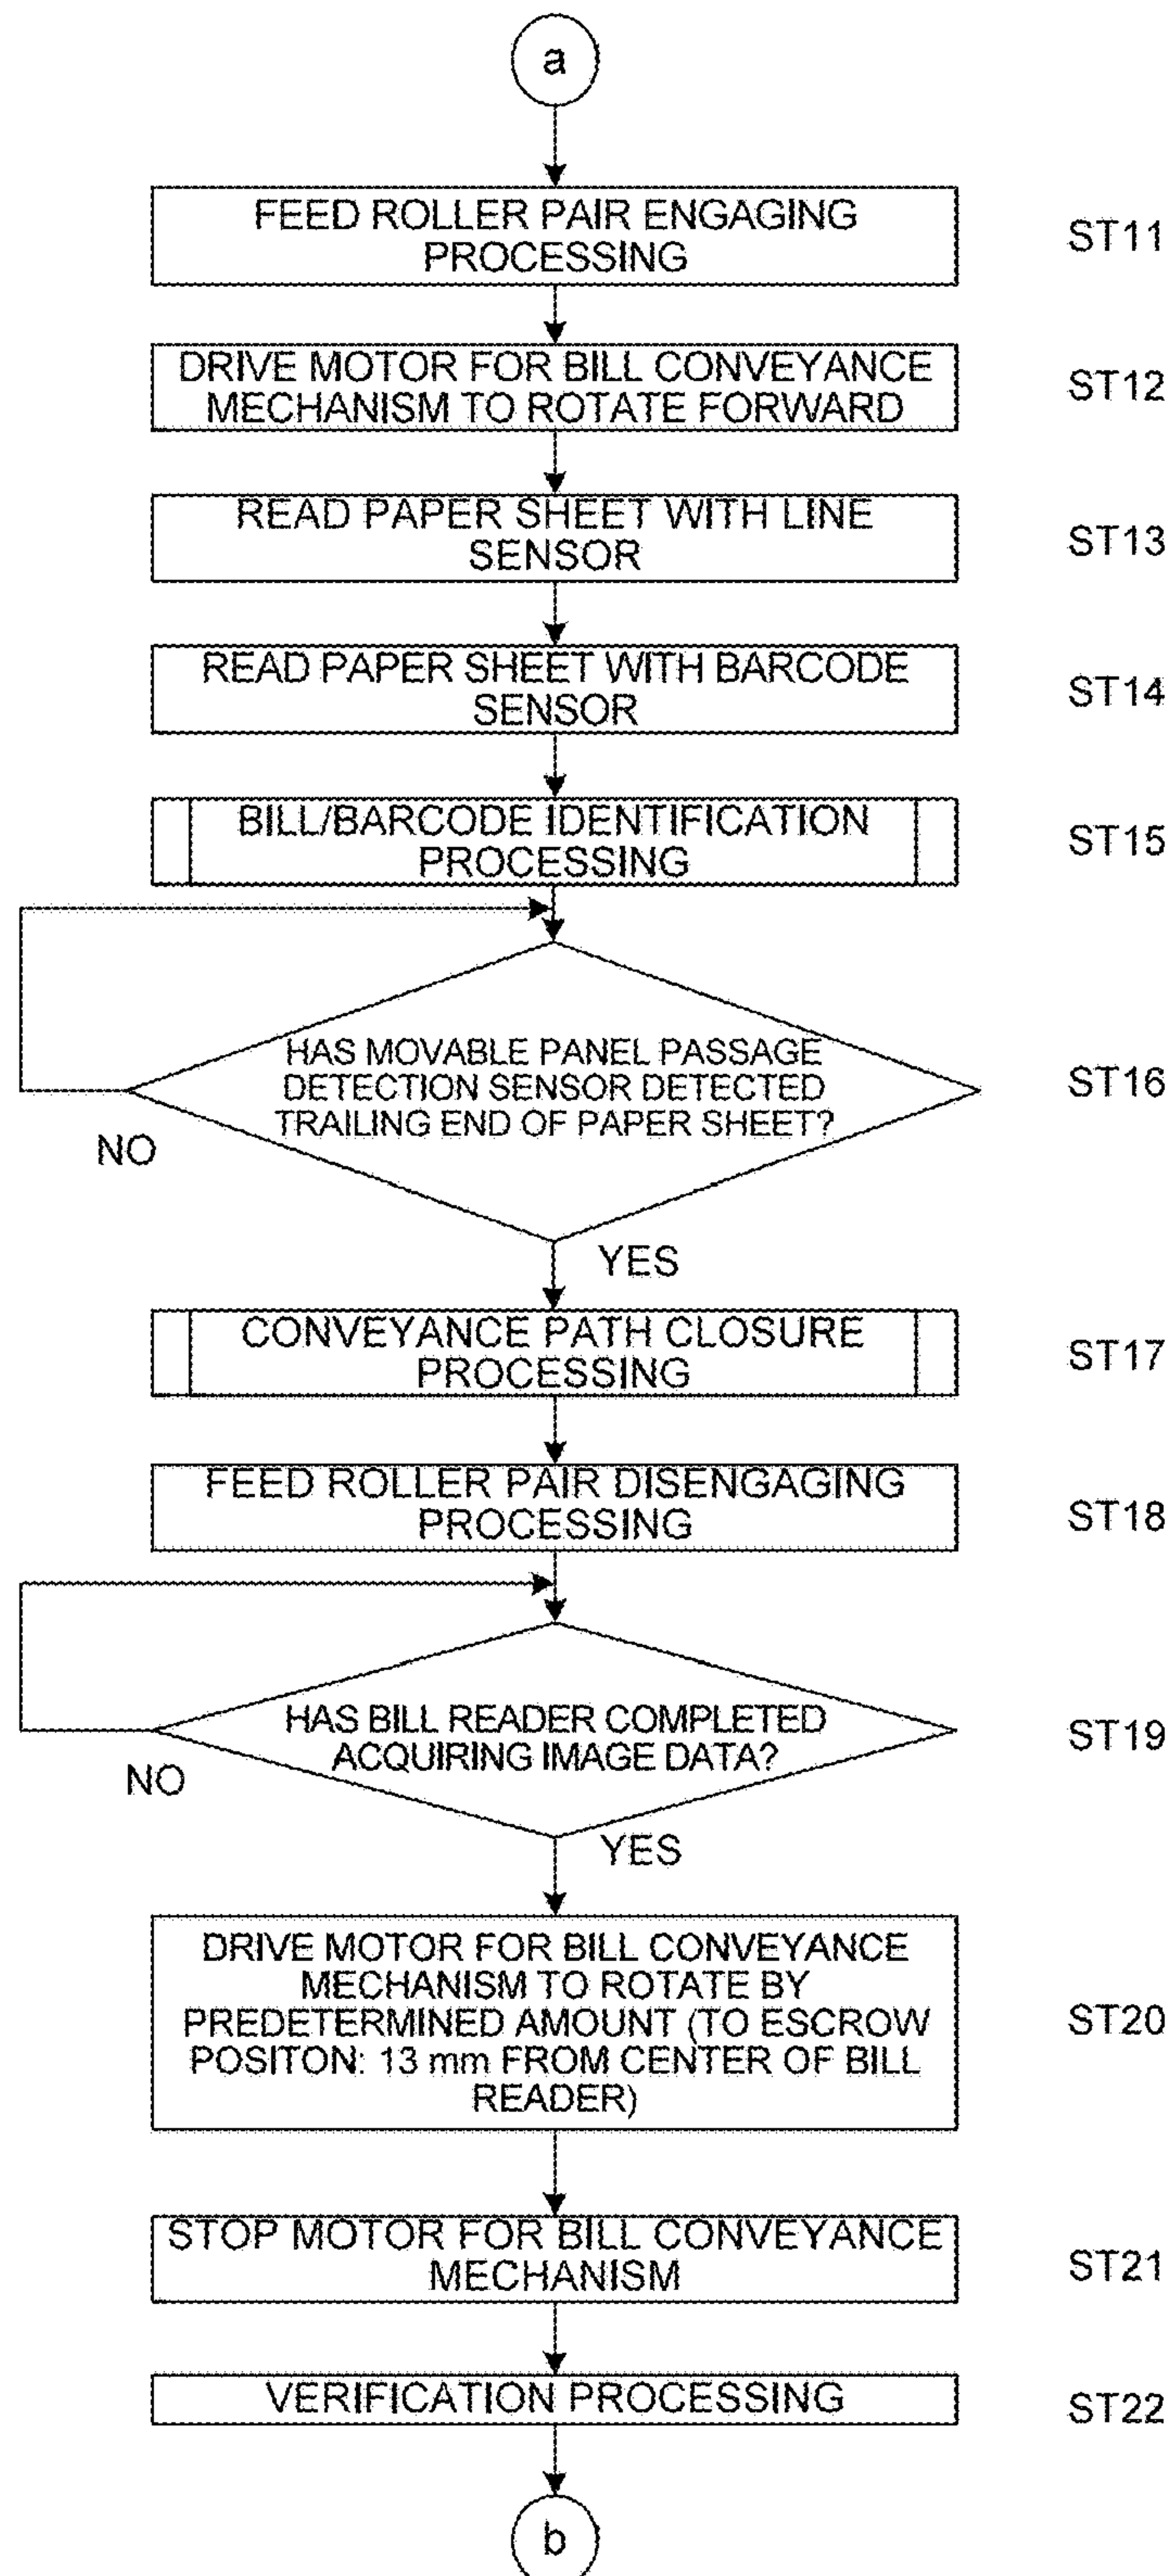 a
FEED ROLLER PAIR ENGAGING
PROCESSING
ST11
DRIVE MOTOR FOR BILL CONVEYANCE
MECHANISM TO ROTATE FORWARD
ST12
READ PAPER SHEET WITH LINE
SENSOR
ST13
READ PAPER SHEET WITH BARCODE
SENSOR
ST14
BILL/BARCODE IDENTIFICATION
PROCESSING
ST15
HAS MOVABLE PANEL PASSAGE
DETECTION SENSOR DETECTED
TRAILING END OF PAPER SHEET?
ST16
NO
YES
CONVEYANCE PATH CLOSURE
PROCESSING
ST17
FEED ROLLER PAIR DISENGAGING
PROCESSING
ST18
HAS BILL READER COMPLETED
ACQUIRING IMAGE DATA?
ST19
NO
YES
DRIVE MOTOR FOR BILL CONVEYANCE
MECHANISM TO ROTATE BY
PREDETERMINED AMOUNT (TO ESCROW
POSITON: 13 mm FROM CENTER OF BILL
READER)
ST20
STOP MOTOR FOR BILL CONVEYANCE
MECHANISM
ST21
VERIFICATION PROCESSING
ST22
b